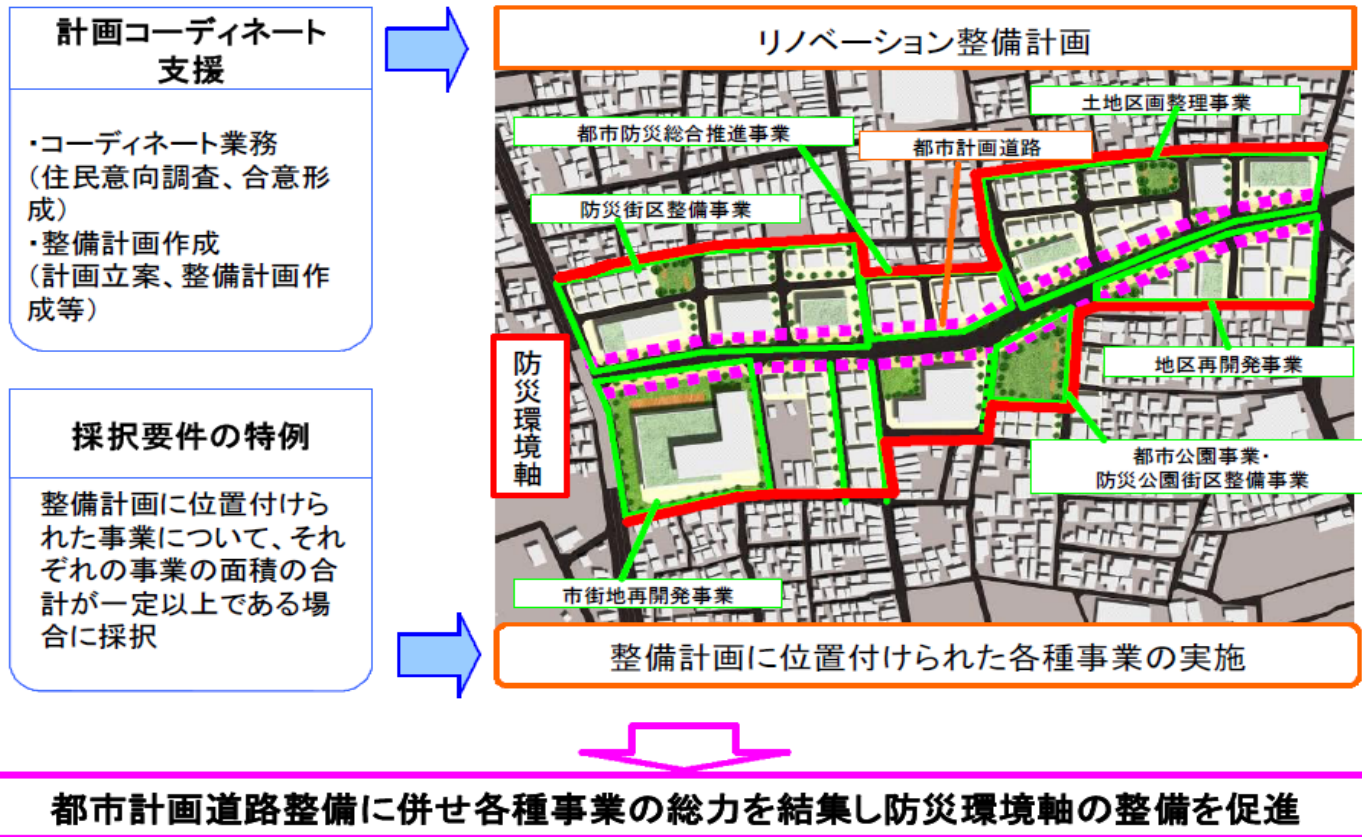 計画コーディネート
支援
・コーディネート業務
(住民意向調査、合意形
成)
・整備計画作成
(計画立案、整備計画作
成等)
採択要件の特例
整備計画に位置付けら
れた事業について、それ
ぞれの事業の面積の合
計が一定以上である場
合に採択
リノベーション整備計画
土地区画整理事業
都市防災総合推進事業
都市計画道路
防災街区整備事業
防災環境軸
地区再開発事業
都市公園事業・
防災公園街区整備事業
市街地再開発事業
整備計画に位置付けられた各種事業の実施
都市計画道路整備に併せ各種事業の総力を結集し防災環境軸の整備を促進